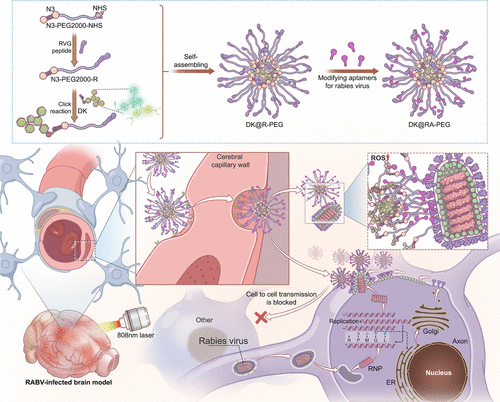 N3
NHS
N3-PEG2000-NHS
RVG
peptide
N3-PEG2000-R
Click
reaction
DK
Self-
assembling
DK@R-PEG
Modifying aptamers
for rabies virus
DK@RA-PEG
Cerebral
capillary wall
ROS
808nm laser
RABV-infected brain model
Cell to cell transmission
is blocked
Other
Rabies virus
Replication
N P M G L
RNP
Golgi
Axon
ER
Nucleus